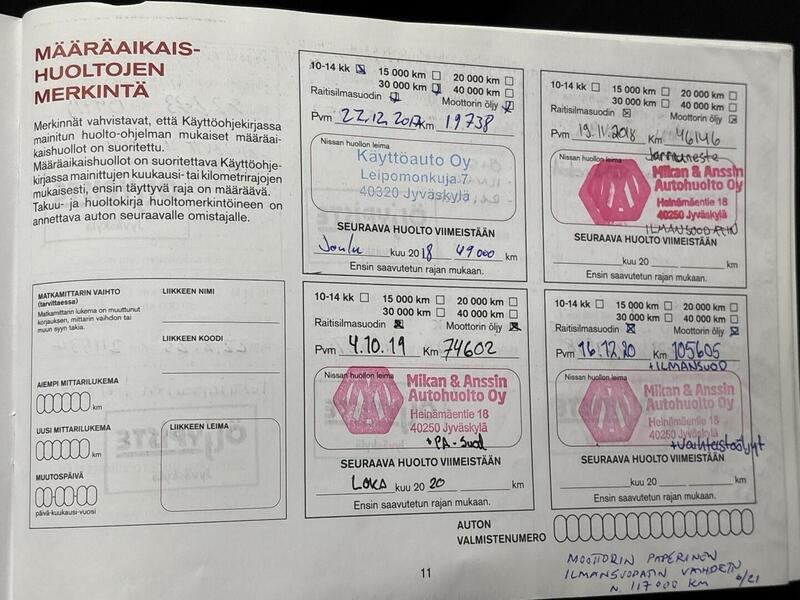 MÄÄRÄAIKAIS-
HUOLTOJEN
MERKINTÄ
Merkinnät vahvistavat, että Käyttöohjekirjassa
mainitun huolto-ohjelman mukaiset määräai-
kaishuollot on suoritettu.
Määräaikaishuollot on suoritettava Käyttöohje-
kirjassa mainittujen kuukausi- tai kilometrirajojen
mukaisesti, ensin täyttyvä raja on määräävä.
Takuu- ja huoltokirja huoltomerkintöineen on
annettava auton seuraavalle omistajalle.
10-14 kk 15 000 km 20 000 km
30 000 km 40 000 km
Raitisilmasuodin Moottorin öljy
Pvm 22.12.2017 Km 19738
Nissan huollon leima
Käyttöauto Oy
Leipomonkuja 7
40320 Jyväskylä
SEURAAVA HUOLTO VIIMEISTÄÄN
Joulu kuu 2018 49000 km
Ensin saavutetun rajan mukaan.
10-14 kk 15 000 km 20 000 km
30 000 km 40 000 km
Raitisilmasuodin Moottorin öljy
Pvm 19.11.2018 Km 46146
Jarruneste
Nissan huollon leima
Mikan & Anssin
Autohuolto Oy
Heinämäentie 18
40250 Jyväskylä
ILMANSUODATIN
SEURAAVA HUOLTO VIIMEISTÄÄN
kuu 20 km
Ensin saavutetun rajan mukaan.
MATKAMITTARIN VAIHTO
(tarvittaessa)
Matkamittarin lukema on muuttunut
korjauksen, mittarin vaihdon tai
muun syyn takia.
LIIKKEEN NIMI
LIIKKEEN KOODI
AIEMPI MITTARILUKEMA
km
UUSI MITTARILUKEMA
km
MUUTOSPÄIVÄ
päivä-kuukausi-vuosi
LIIKKEEN LEIMA
10-14 kk 15 000 km 20 000 km
30 000 km 40 000 km
Raitisilmasuodin Moottorin öljy
Pvm 4.10.19 Km 74602
Nissan huollon leima
Mikan & Anssin
Autohuolto Oy
Heinämäentie 18
40250 Jyväskylä
+ PA-Suod
SEURAAVA HUOLTO VIIMEISTÄÄN
LOKA kuu 2020 km
Ensin saavutetun rajan mukaan.
10-14 kk 15 000 km 20 000 km
30 000 km 40 000 km
Raitisilmasuodin Moottorin öljy
Pvm 16.12.20 Km 105605
+ILMANSUOD
Nissan huollon leima
Mikan & Anssin
Autohuolto Oy
Heinämäentie 18
40250 Jyväskylä
+vaihteistoöljyt
SEURAAVA HUOLTO VIIMEISTÄÄN
kuu 20 km
Ensin saavutetun rajan mukaan.
AUTON
VALMISTENUMERO
11
MOOTTORIN PAPERINEN
ILMANSUODATIN VAIHDETTU
N. 117000 KM 6/21